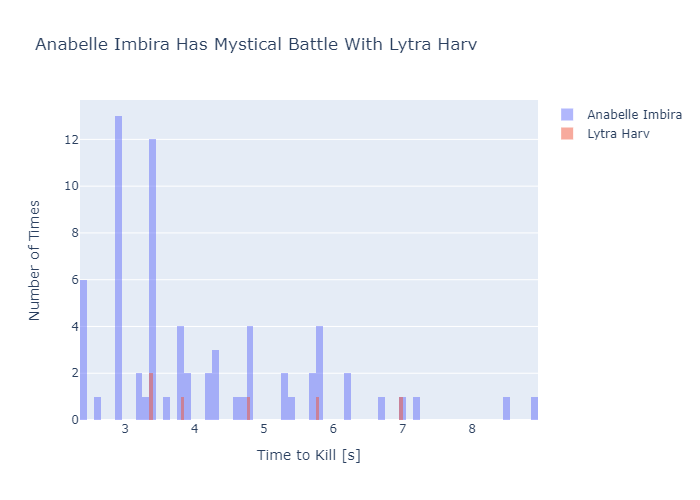 Anabelle Imbira Has Mystical Battle With Lytra Harv
Anabelle Imbira
Lytra Harv
12
10
8
6
4
2
0
Number of Times
3 4 5 6 7 8
Time to Kill [s]